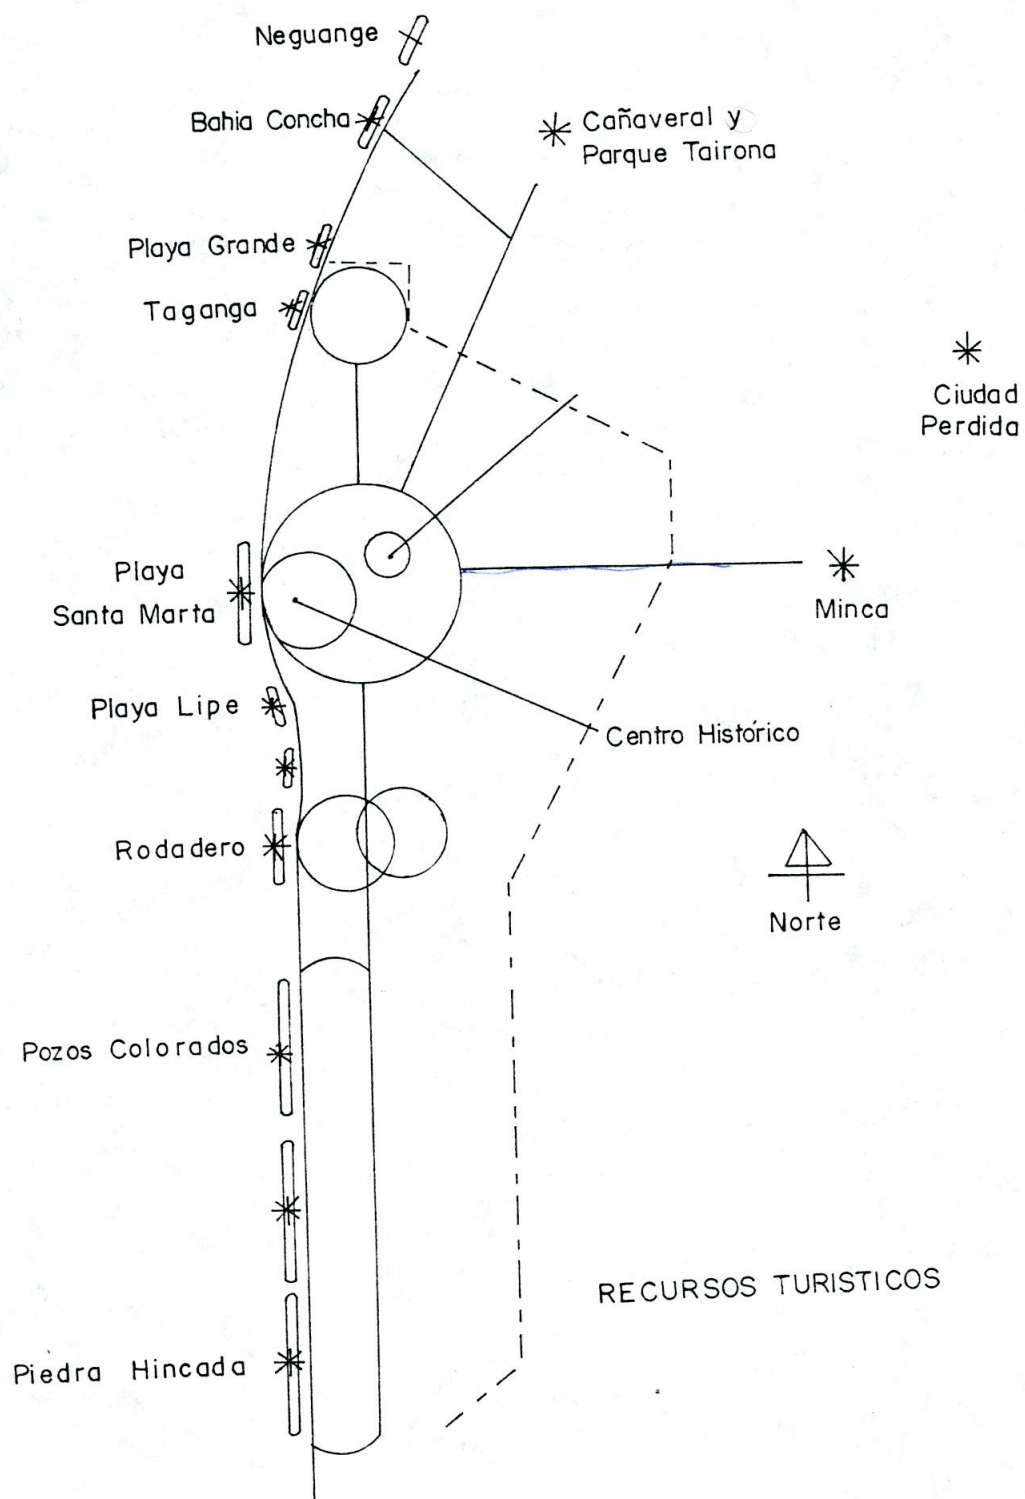 Neguange
Bahia Concha
Cañaveral y
Parque Tairona
Playa Grande
Taganga
Ciudad
Perdida
Playa
Santa Marta
Minca
Playa Lipe
Centro Histórico
Rodadero
Norte
Pozos Colorados
RECURSOS TURISTICOS
Piedra Hincada